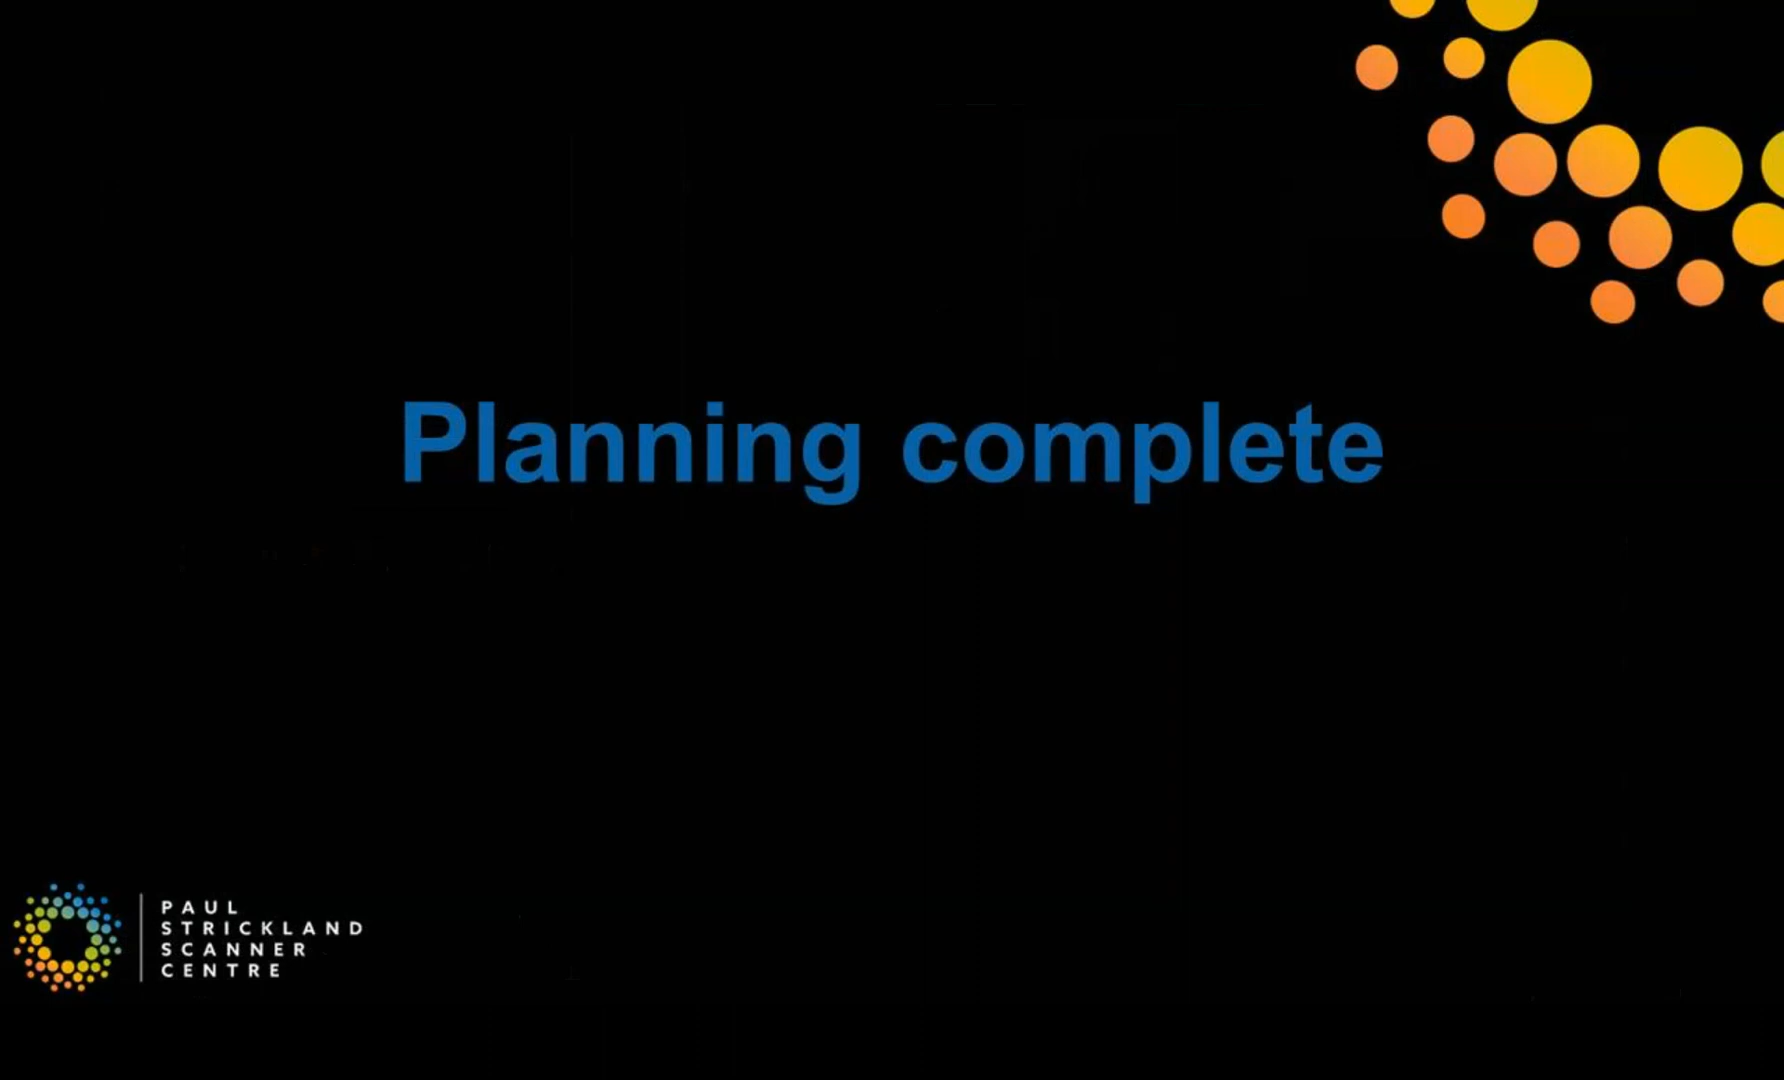 Planning complete
PAUL
STRICKLAND
SCANNER
CENTRE